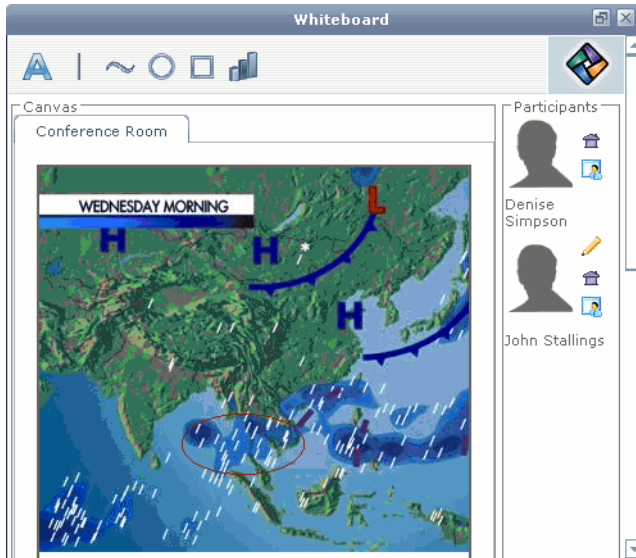 Whiteboard
A
Canvas
Participants
Conference Room
WEDNESDAY MORNING
L
H
H
H
Denise
Simpson
John Stallings